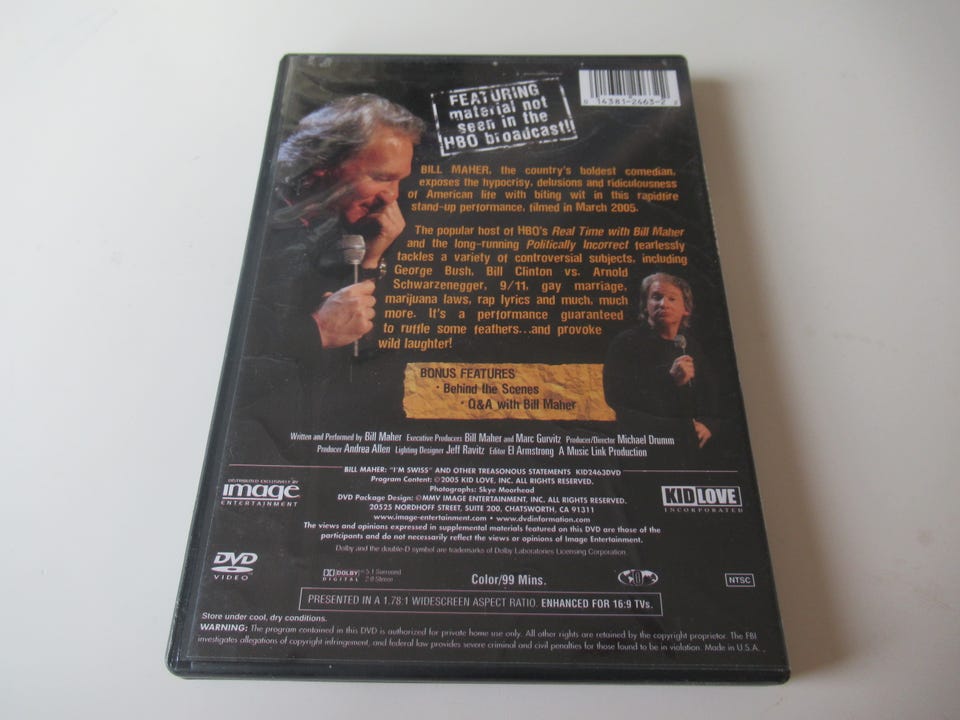 FEATURING
material not
seen in the
HBO broadcast!!
0 14381-2463-2 2
BILL MAHER, the country's boldest comedian,
exposes the hypocrisy, delusions and ridiculousness
of American life with biting wit in this rapidfire
stand-up performance, filmed in March 2005.
The popular host of HBO's Real Time with Bill Maher
and the long-running Politically Incorrect fearlessly
tackles a variety of controversial subjects, including
George Bush, Bill Clinton vs. Arnold
Schwarzenegger, 9/11, gay marriage,
marijuana laws, rap lyrics and much, much
more. It's a performance guaranteed
to ruffle some feathers...and provoke
wild laughter!
BONUS FEATURES
· Behind the Scenes
· Q&A with Bill Maher
Written and Performed by Bill Maher Executive Producers Bill Maher and Marc Gurvitz Producer/Director Michael Drumm
Producer Andrea Allen Lighting Designer Jeff Ravitz Editor El Armstrong A Music Link Production
BILL MAHER: "I'M SWISS" AND OTHER TREASONOUS STATEMENTS KID2463DVD
Program Content: ©2005 KID LOVE, INC. ALL RIGHTS RESERVED.
Photographs: Skye Moorhead
DVD Package Design: ©MMV IMAGE ENTERTAINMENT, INC. ALL RIGHTS RESERVED.
20525 NORDHOFF STREET, SUITE 200, CHATSWORTH, CA 91311
www.image-entertainment.com • www.dvdinformation.com
The views and opinions expressed in supplemental materials featured on this DVD are those of the
participants and do not necessarily reflect the views or opinions of Image Entertainment.
Dolby and the double-D symbol are trademarks of Dolby Laboratories Licensing Corporation.
DISTRIBUTED EXCLUSIVELY BY
image
ENTERTAINMENT
KID LOVE
INCORPORATED
DVD
VIDEO
DOLBY
DIGITAL
5.1 Surround
2.0 Stereo
Color/99 Mins.
0
NTSC
PRESENTED IN A 1.78:1 WIDESCREEN ASPECT RATIO. ENHANCED FOR 16:9 TVs.
Store under cool, dry conditions.
WARNING: The program contained in this DVD is authorized for private home use only. All other rights are retained by the copyright proprietor. The FBI
investigates allegations of copyright infringement, and federal law provides severe criminal and civil penalties for those found to be in violation. Made in U.S.A.